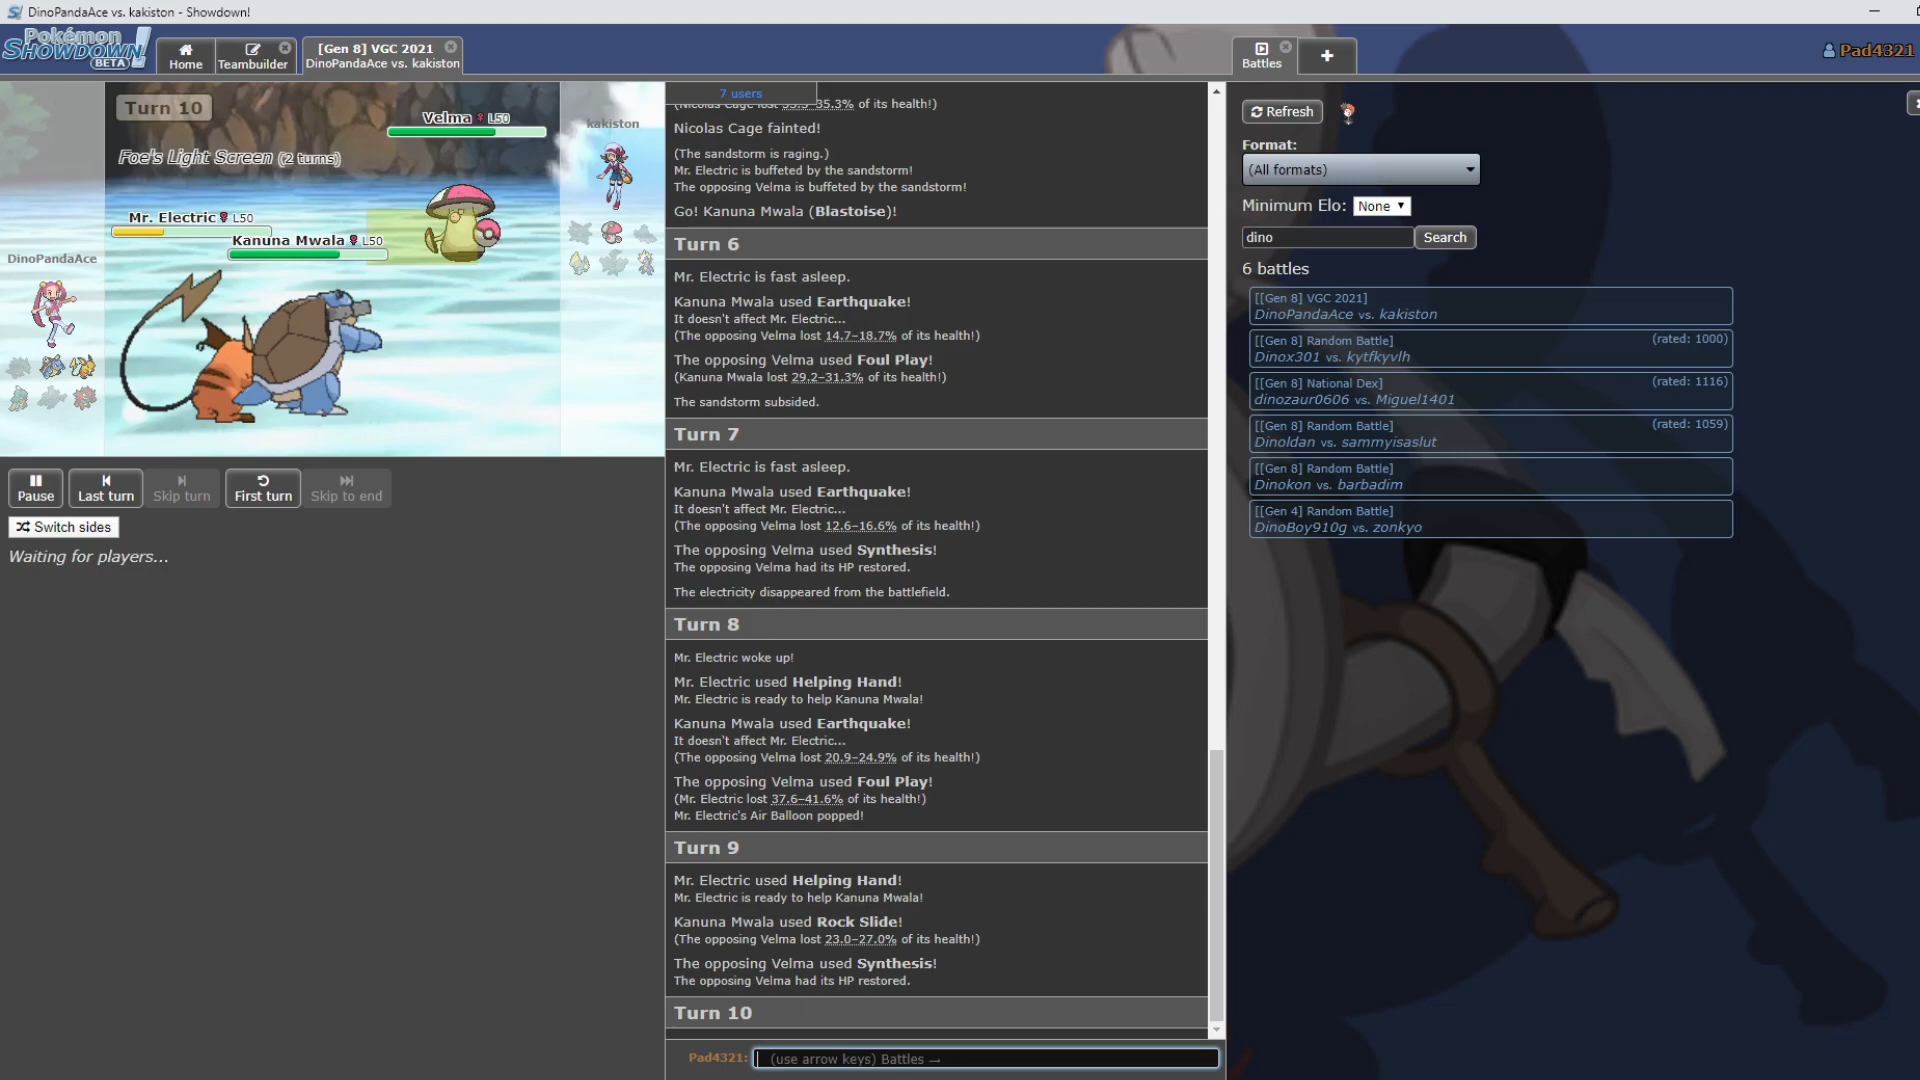 DinoPandaAce vs. kakiston - Showdown!
Pokémon
SHOWDOWN!
BETA
Home
Teambuilder
[Gen 8] VGC 2021
DinoPandaAce vs. kakiston
Battles
Pad4321
Turn 10
Foe's Light Screen (2 turns)
Velma L50
Mr. Electric L50
Kanuna Mwala L50
DinoPandaAce
kakiston
Pause
Last turn
Skip turn
First turn
Skip to end
Switch sides
Waiting for players...
7 users
(Nicolas Cage lost 33.3–35.3% of its health!)
Nicolas Cage fainted!
(The sandstorm is raging.)
Mr. Electric is buffeted by the sandstorm!
The opposing Velma is buffeted by the sandstorm!
Go! Kanuna Mwala (Blastoise)!
Turn 6
Mr. Electric is fast asleep.
Kanuna Mwala used Earthquake!
It doesn't affect Mr. Electric...
(The opposing Velma lost 14.7–18.7% of its health!)
The opposing Velma used Foul Play!
(Kanuna Mwala lost 29.2–31.3% of its health!)
The sandstorm subsided.
Turn 7
Mr. Electric is fast asleep.
Kanuna Mwala used Earthquake!
It doesn't affect Mr. Electric...
(The opposing Velma lost 12.6–16.6% of its health!)
The opposing Velma used Synthesis!
The opposing Velma had its HP restored.
The electricity disappeared from the battlefield.
Turn 8
Mr. Electric woke up!
Mr. Electric used Helping Hand!
Mr. Electric is ready to help Kanuna Mwala!
Kanuna Mwala used Earthquake!
It doesn't affect Mr. Electric...
(The opposing Velma lost 20.9–24.9% of its health!)
The opposing Velma used Foul Play!
(Mr. Electric lost 37.6–41.6% of its health!)
Mr. Electric's Air Balloon popped!
Turn 9
Mr. Electric used Helping Hand!
Mr. Electric is ready to help Kanuna Mwala!
Kanuna Mwala used Rock Slide!
(The opposing Velma lost 23.0–27.0% of its health!)
The opposing Velma used Synthesis!
The opposing Velma had its HP restored.
Turn 10
Pad4321: (use arrow keys) Battles →
Refresh
Format:
(All formats)
Minimum Elo: None
dino Search
6 battles
[[Gen 8] VGC 2021]
DinoPandaAce vs. kakiston
[[Gen 8] Random Battle] (rated: 1000)
Dinox301 vs. kytfkyvlh
[[Gen 8] National Dex] (rated: 1116)
dinozaur0606 vs. Miguel1401
[[Gen 8] Random Battle] (rated: 1059)
Dinoldan vs. sammyisaslut
[[Gen 8] Random Battle]
Dinokon vs. barbadim
[[Gen 4] Random Battle]
DinoBoy910g vs. zonkyo